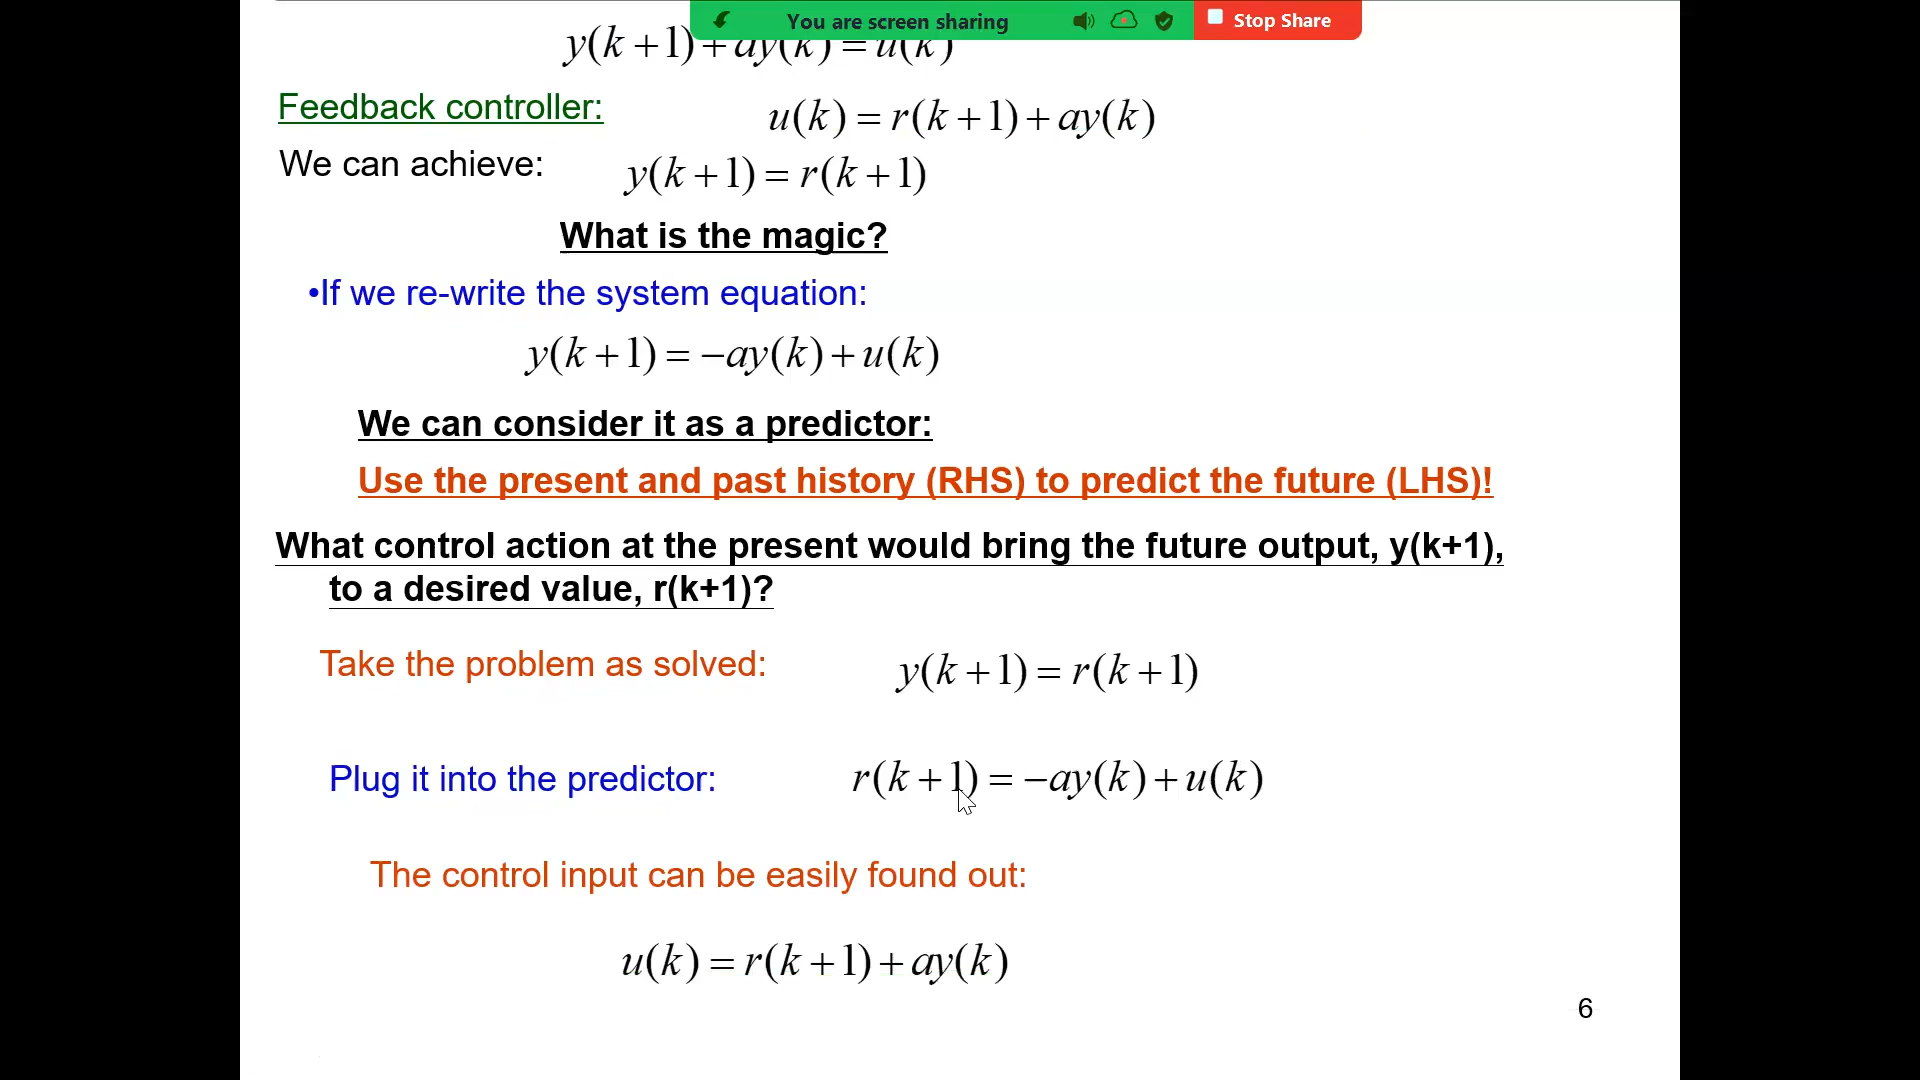 You are screen sharing
Stop Share
y(k+1)+ay(k)=u(k)
Feedback controller:
u(k)=r(k+1)+ay(k)
We can achieve:
y(k+1)=r(k+1)
What is the magic?
•If we re-write the system equation:
y(k+1)=−ay(k)+u(k)
We can consider it as a predictor:
Use the present and past history (RHS) to predict the future (LHS)!
What control action at the present would bring the future output, y(k+1),
to a desired value, r(k+1)?
Take the problem as solved:
y(k+1)=r(k+1)
Plug it into the predictor:
r(k+1)=−ay(k)+u(k)
The control input can be easily found out:
u(k)=r(k+1)+ay(k)
6